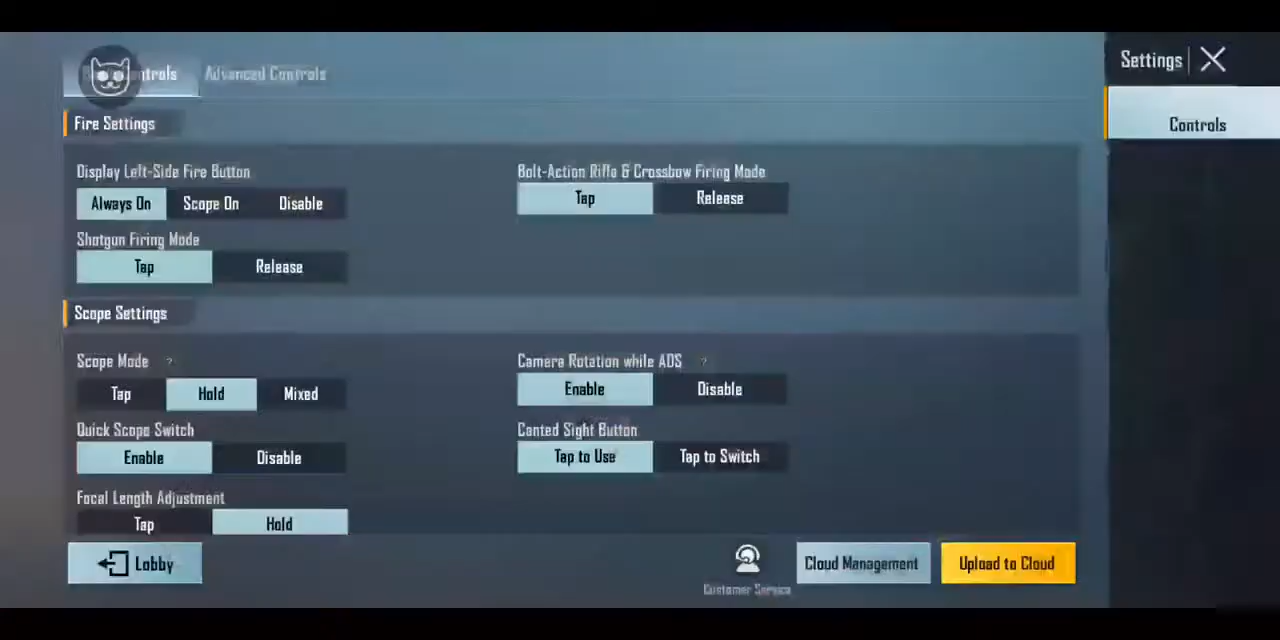 ntrols Advanced Controls
Settings
Controls
Fire Settings
Display Left-Side Fire Button
Always On Scope On Disable
Bolt-Action Rifle & Crossbow Firing Mode
Tap Release
Shotgun Firing Mode
Tap Release
Scope Settings
Scope Mode ?
Tap Hold Mixed
Camera Rotation while ADS ?
Enable Disable
Quick Scope Switch
Enable Disable
Canted Sight Button
Tap to Use Tap to Switch
Focal Length Adjustment
Tap Hold
Lobby
Customer Service
Cloud Management
Upload to Cloud